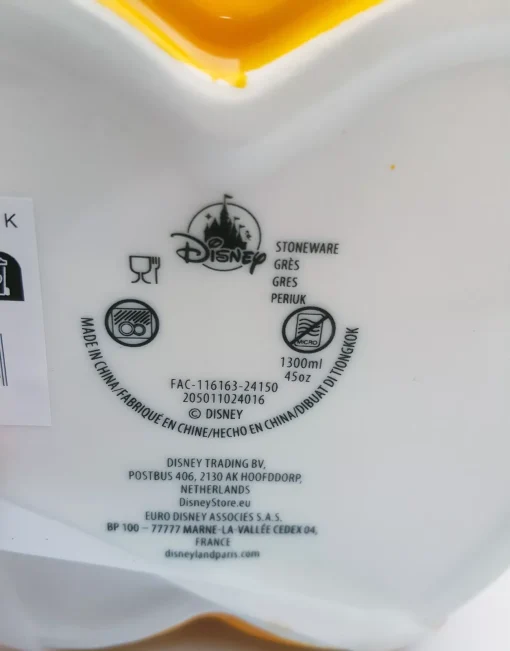 K
Disney
STONEWARE
GRÈS
GRES
PERIUK
MICRO
1300ml
45oz
FAC-116163-24150
205011024016
© DISNEY
MADE IN CHINA/FABRIQUÉ EN CHINE/HECHO EN CHINA/DIBUAT DI TIONGKOK
DISNEY TRADING BV,
POSTBUS 406, 2130 AK HOOFDDORP,
NETHERLANDS
DisneyStore.eu
EURO DISNEY ASSOCIES S.A.S.
BP 100 – 77777 MARNE-LA-VALLÉE CEDEX 04,
FRANCE
disneylandparis.com